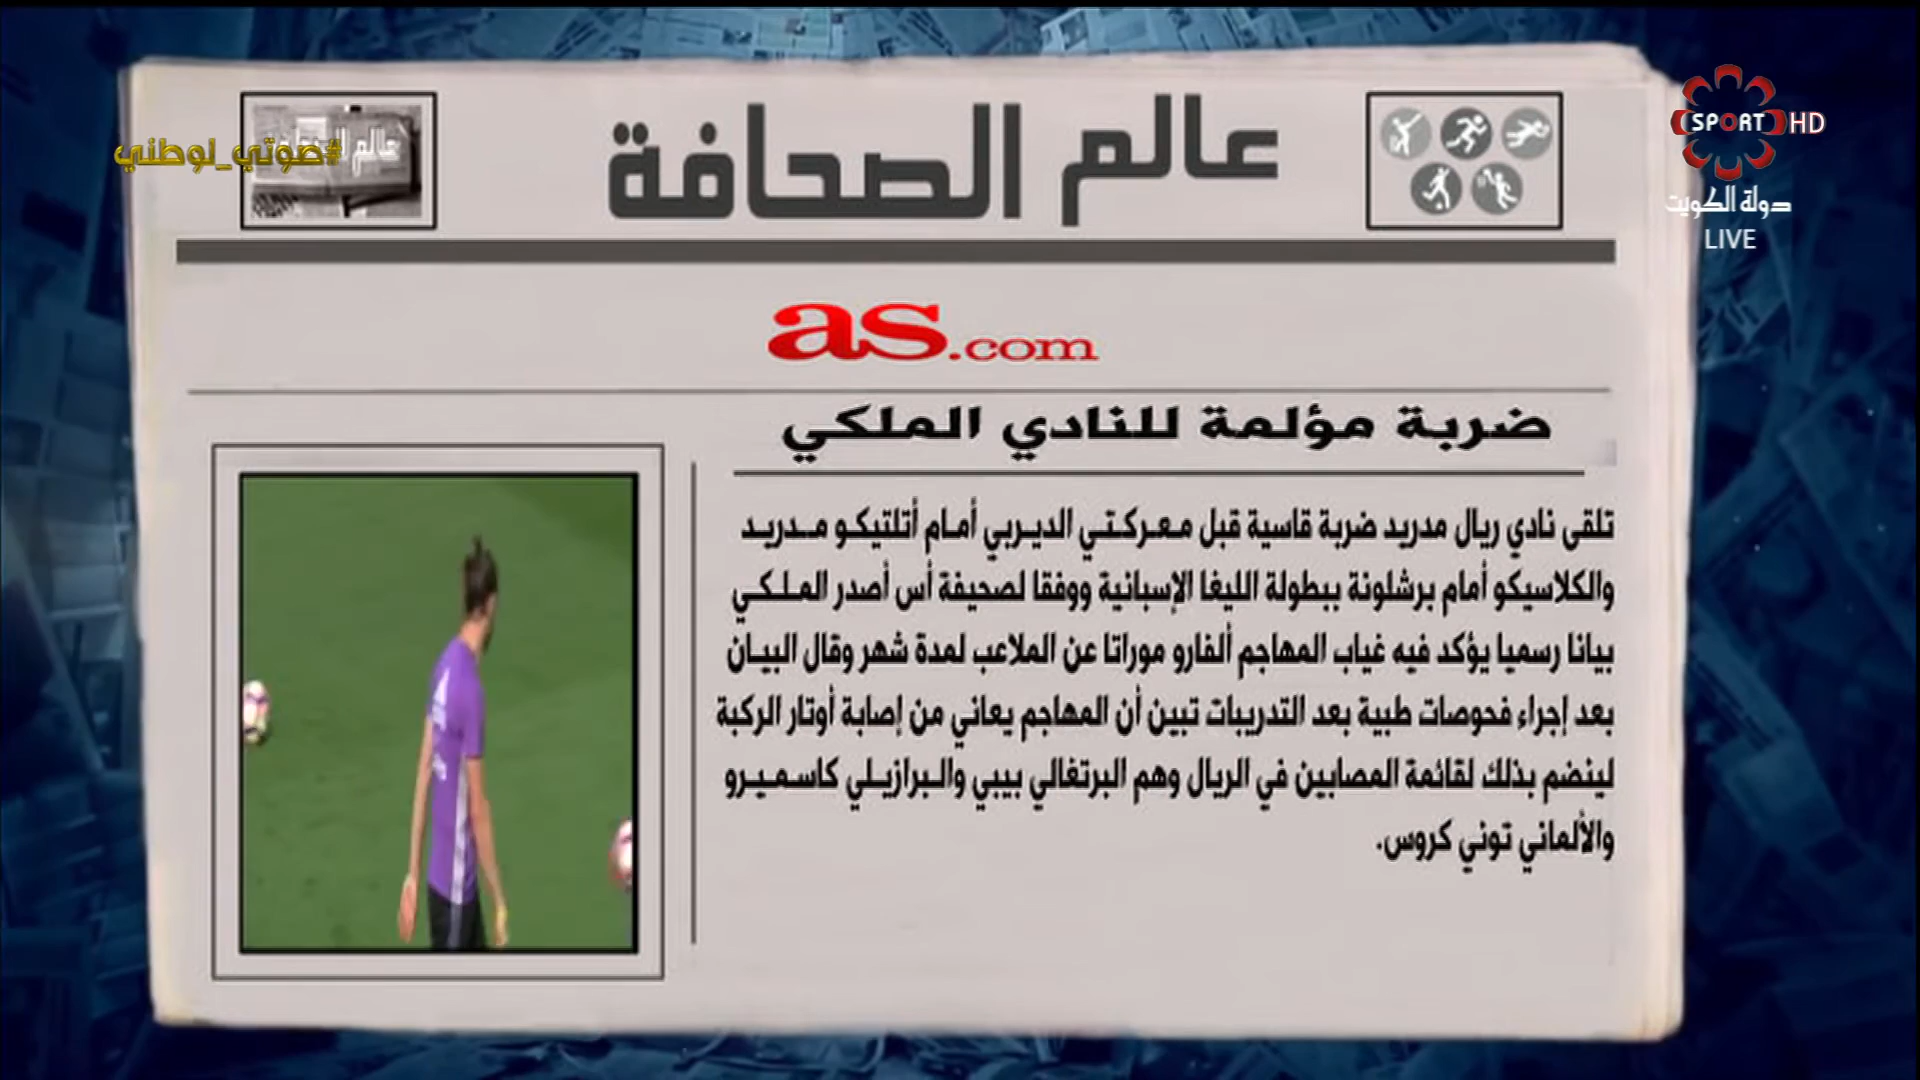 عالم الصحافة
#صوتي_لوطني
SPORT HD
دولة الكويت
LIVE
as.com
ضربة مؤلمة للنادي الملكي
تلقى نادي ريال مدريد ضربة قاسية قبل معركتي الديربي أمام أتلتيكو مدريد
والكلاسيكو أمام برشلونة ببطولة الليغا الإسبانية ووفقا لصحيفة أس أصدر الملكي
بيانا رسميا يؤكد فيه غياب المهاجم ألفارو موراتا عن الملاعب لمدة شهر وقال البيان
بعد إجراء فحوصات طبية بعد التدريبات تبين أن المهاجم يعاني من إصابة أوتار الركبة
لينضم بذلك لقائمة المصابين في الريال وهم البرتغالي بيبي والبرازيلي كاسميرو
والألماني توني كروس.